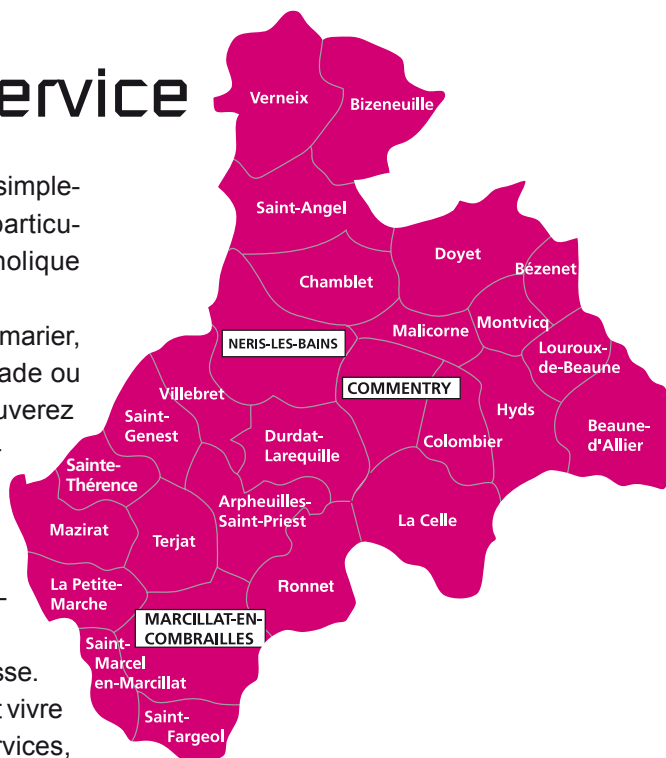 ervice
simple-
particu-
holique
marier,
ade ou
uverez
-
sse.
t vivre
rvices,
Verneix
Bizeneuille
Saint-Angel
Doyet
Bézenet
Chamblet
Malicorne
Montvicq
NERIS-LES-BAINS
Louroux-
de-Beaune
COMMENTRY
Villebret
Hyds
Saint-
Genest
Beaune-
d'Allier
Durdat-
Larequille
Colombier
Sainte-
Thérence
Arpheuilles-
Saint-Priest
La Celle
Mazirat
Terjat
Ronnet
La Petite-
Marche
MARCILLAT-EN-
COMBRAILLES
Saint-
Marcel
en-Marcillat
Saint-
Fargeol